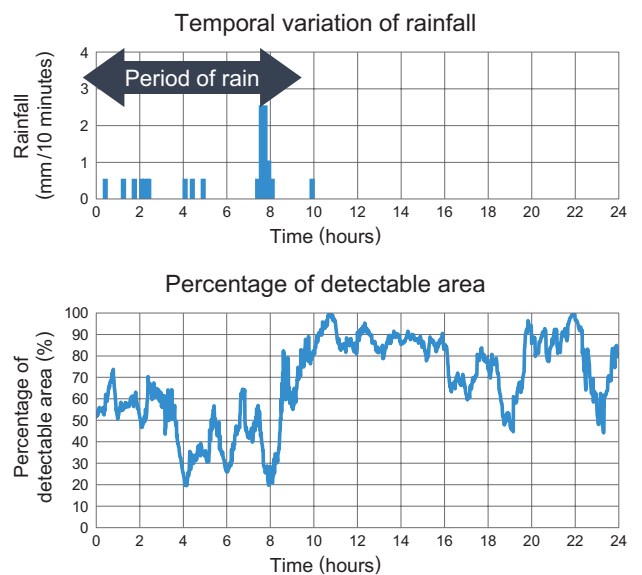 Temporal variation of rainfall
Rainfall
(mm/10 minutes)
4
3
2
1
0
Period of rain
0 2 4 6 8 10 12 14 16 18 20 22 24
Time (hours)
Percentage of detectable area
Percentage of
detectable area (%)
100
90
80
70
60
50
40
30
20
10
0
0 2 4 6 8 10 12 14 16 18 20 22 24
Time (hours)